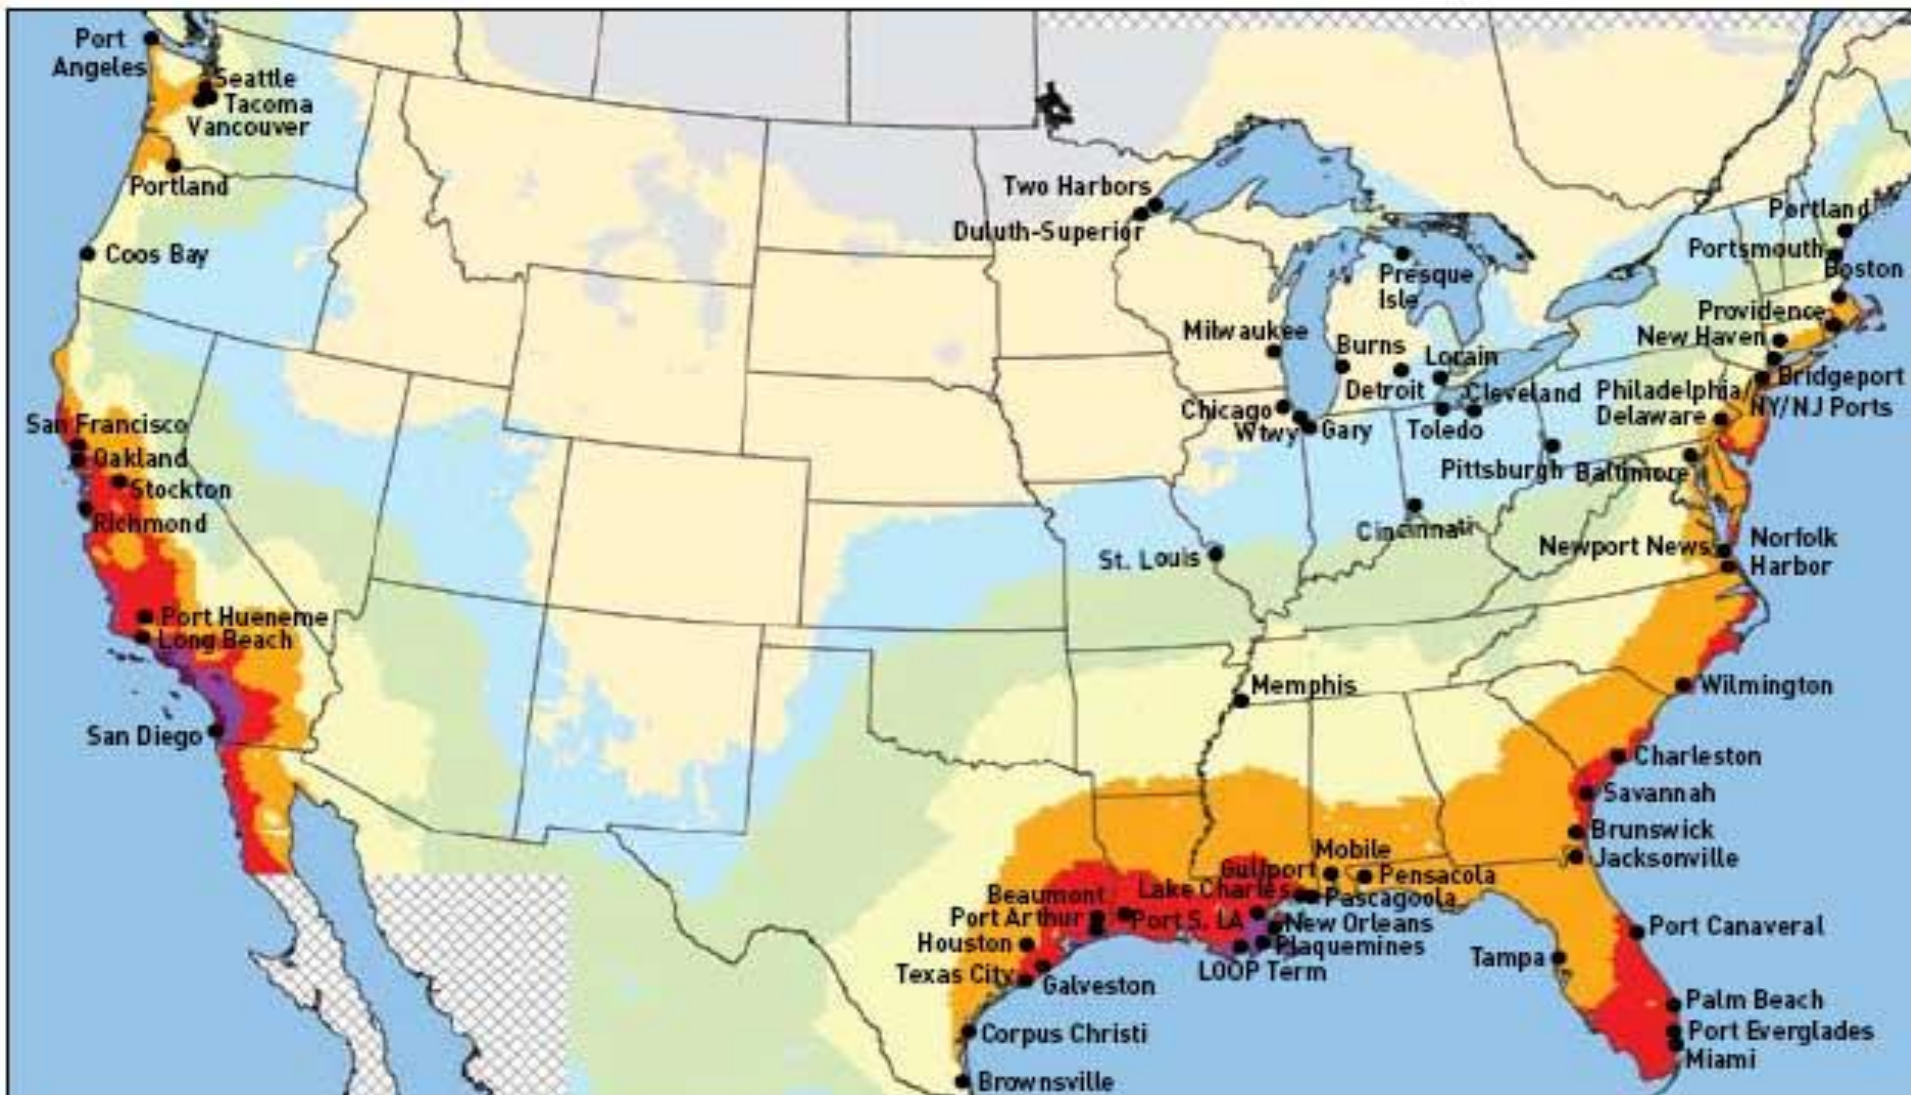 Port
Angeles
Seattle
Tacoma
Vancouver
Portland
Coos Bay
San Francisco
Oakland
Stockton
Richmond
Port Hueneme
Long Beach
San Diego
Two Harbors
Duluth-Superior
Presque
Isle
Milwaukee
Burns
Lorain
Detroit
Cleveland
Chicago
Wtwy
Gary
Toledo
Pittsburgh
Cincinnati
St. Louis
Memphis
Portland
Portsmouth
Boston
Providence
New Haven
Bridgeport
Philadelphia/
Delaware
NY/NJ Ports
Baltimore
Newport News
Norfolk
Harbor
Wilmington
Charleston
Savannah
Brunswick
Jacksonville
Port Canaveral
Tampa
Palm Beach
Port Everglades
Miami
Mobile
Gulfport
Pensacola
Lake Charles
Pascagoola
Beaumont
Port Arthur
Port S. LA
New Orleans
Houston
Plaquemines
Texas City
Galveston
LOOP Term
Corpus Christi
Brownsville